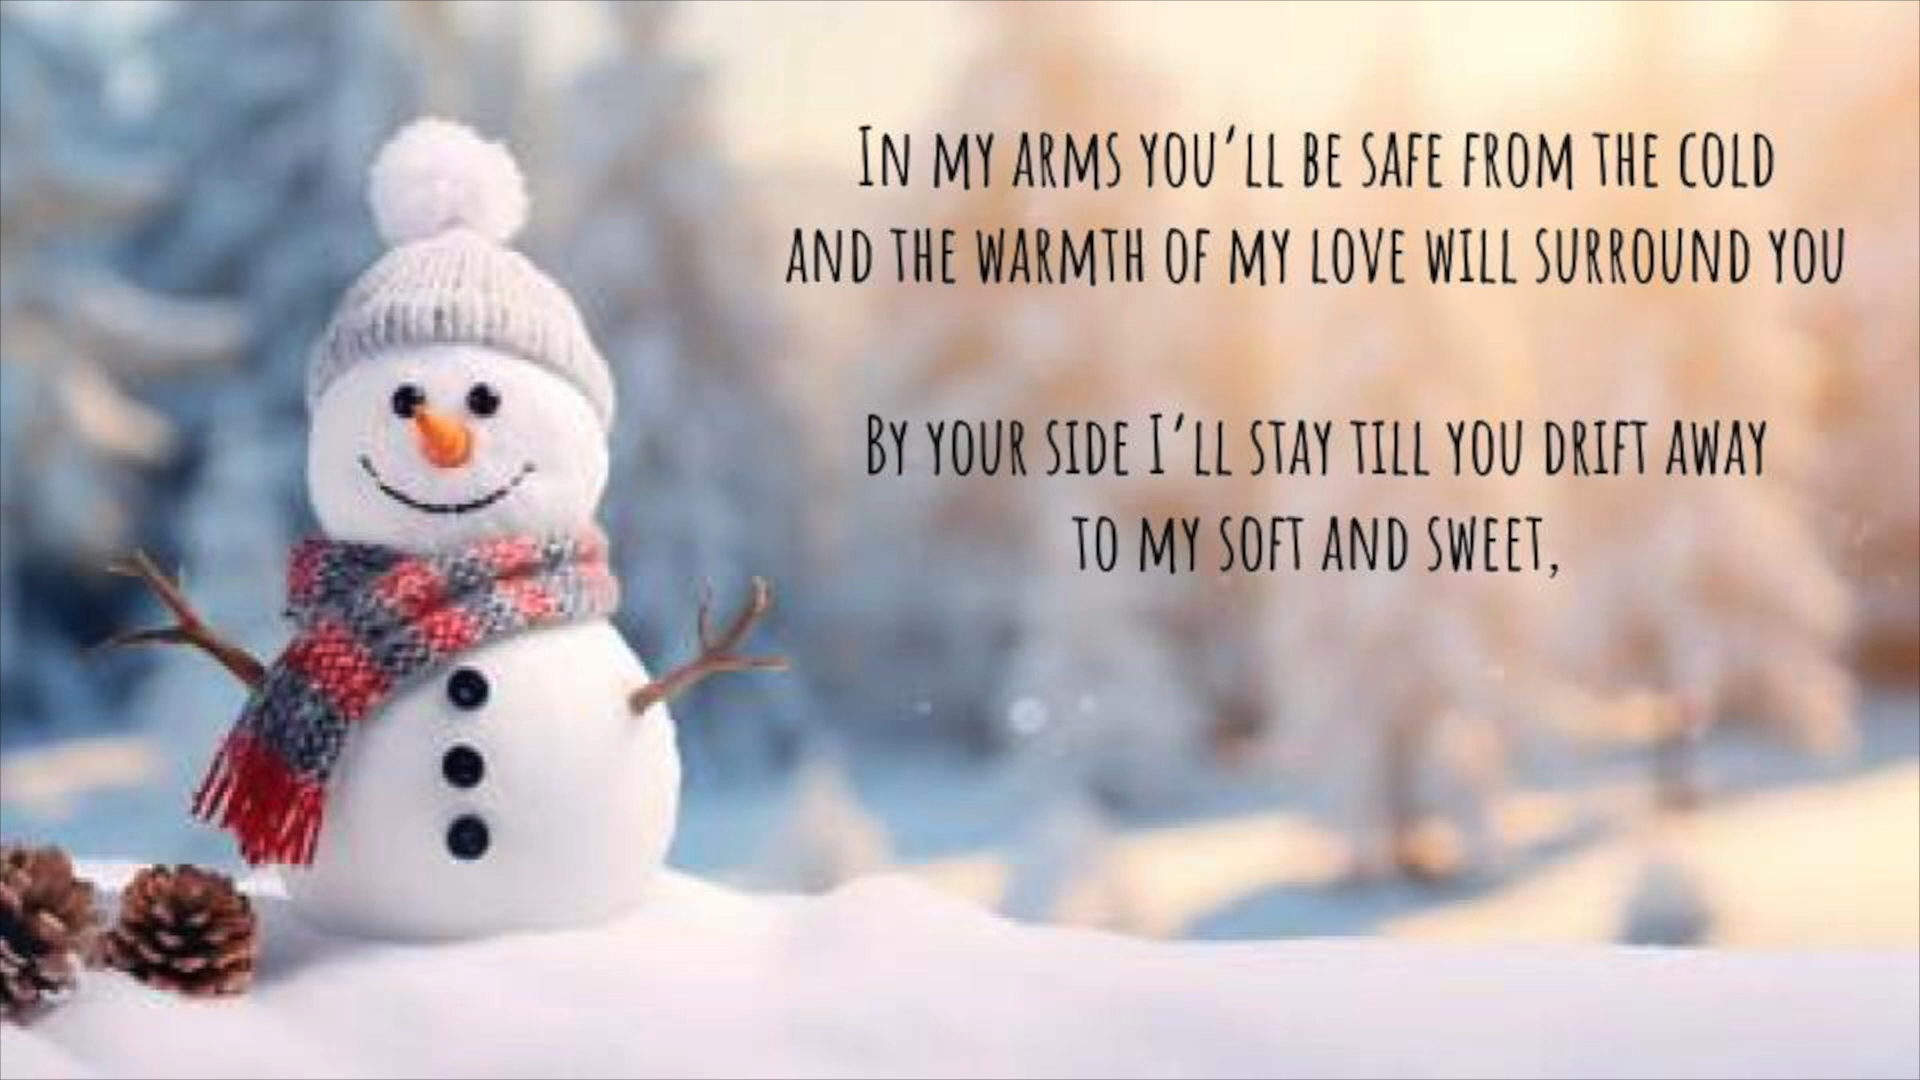 In my arms you'll be safe from the cold
and the warmth of my love will surround you
By your side I'll stay till you drift away
to my soft and sweet,